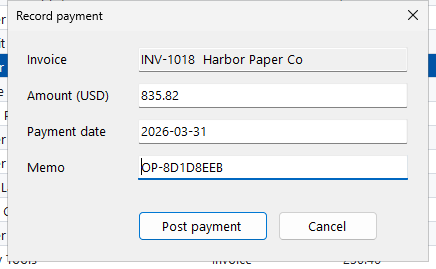 Record payment
Invoice INV-1018 Harbor Paper Co
Amount (USD) 835.82
Payment date 2026-03-31
Memo OP-8D1D8EEB
Post payment Cancel